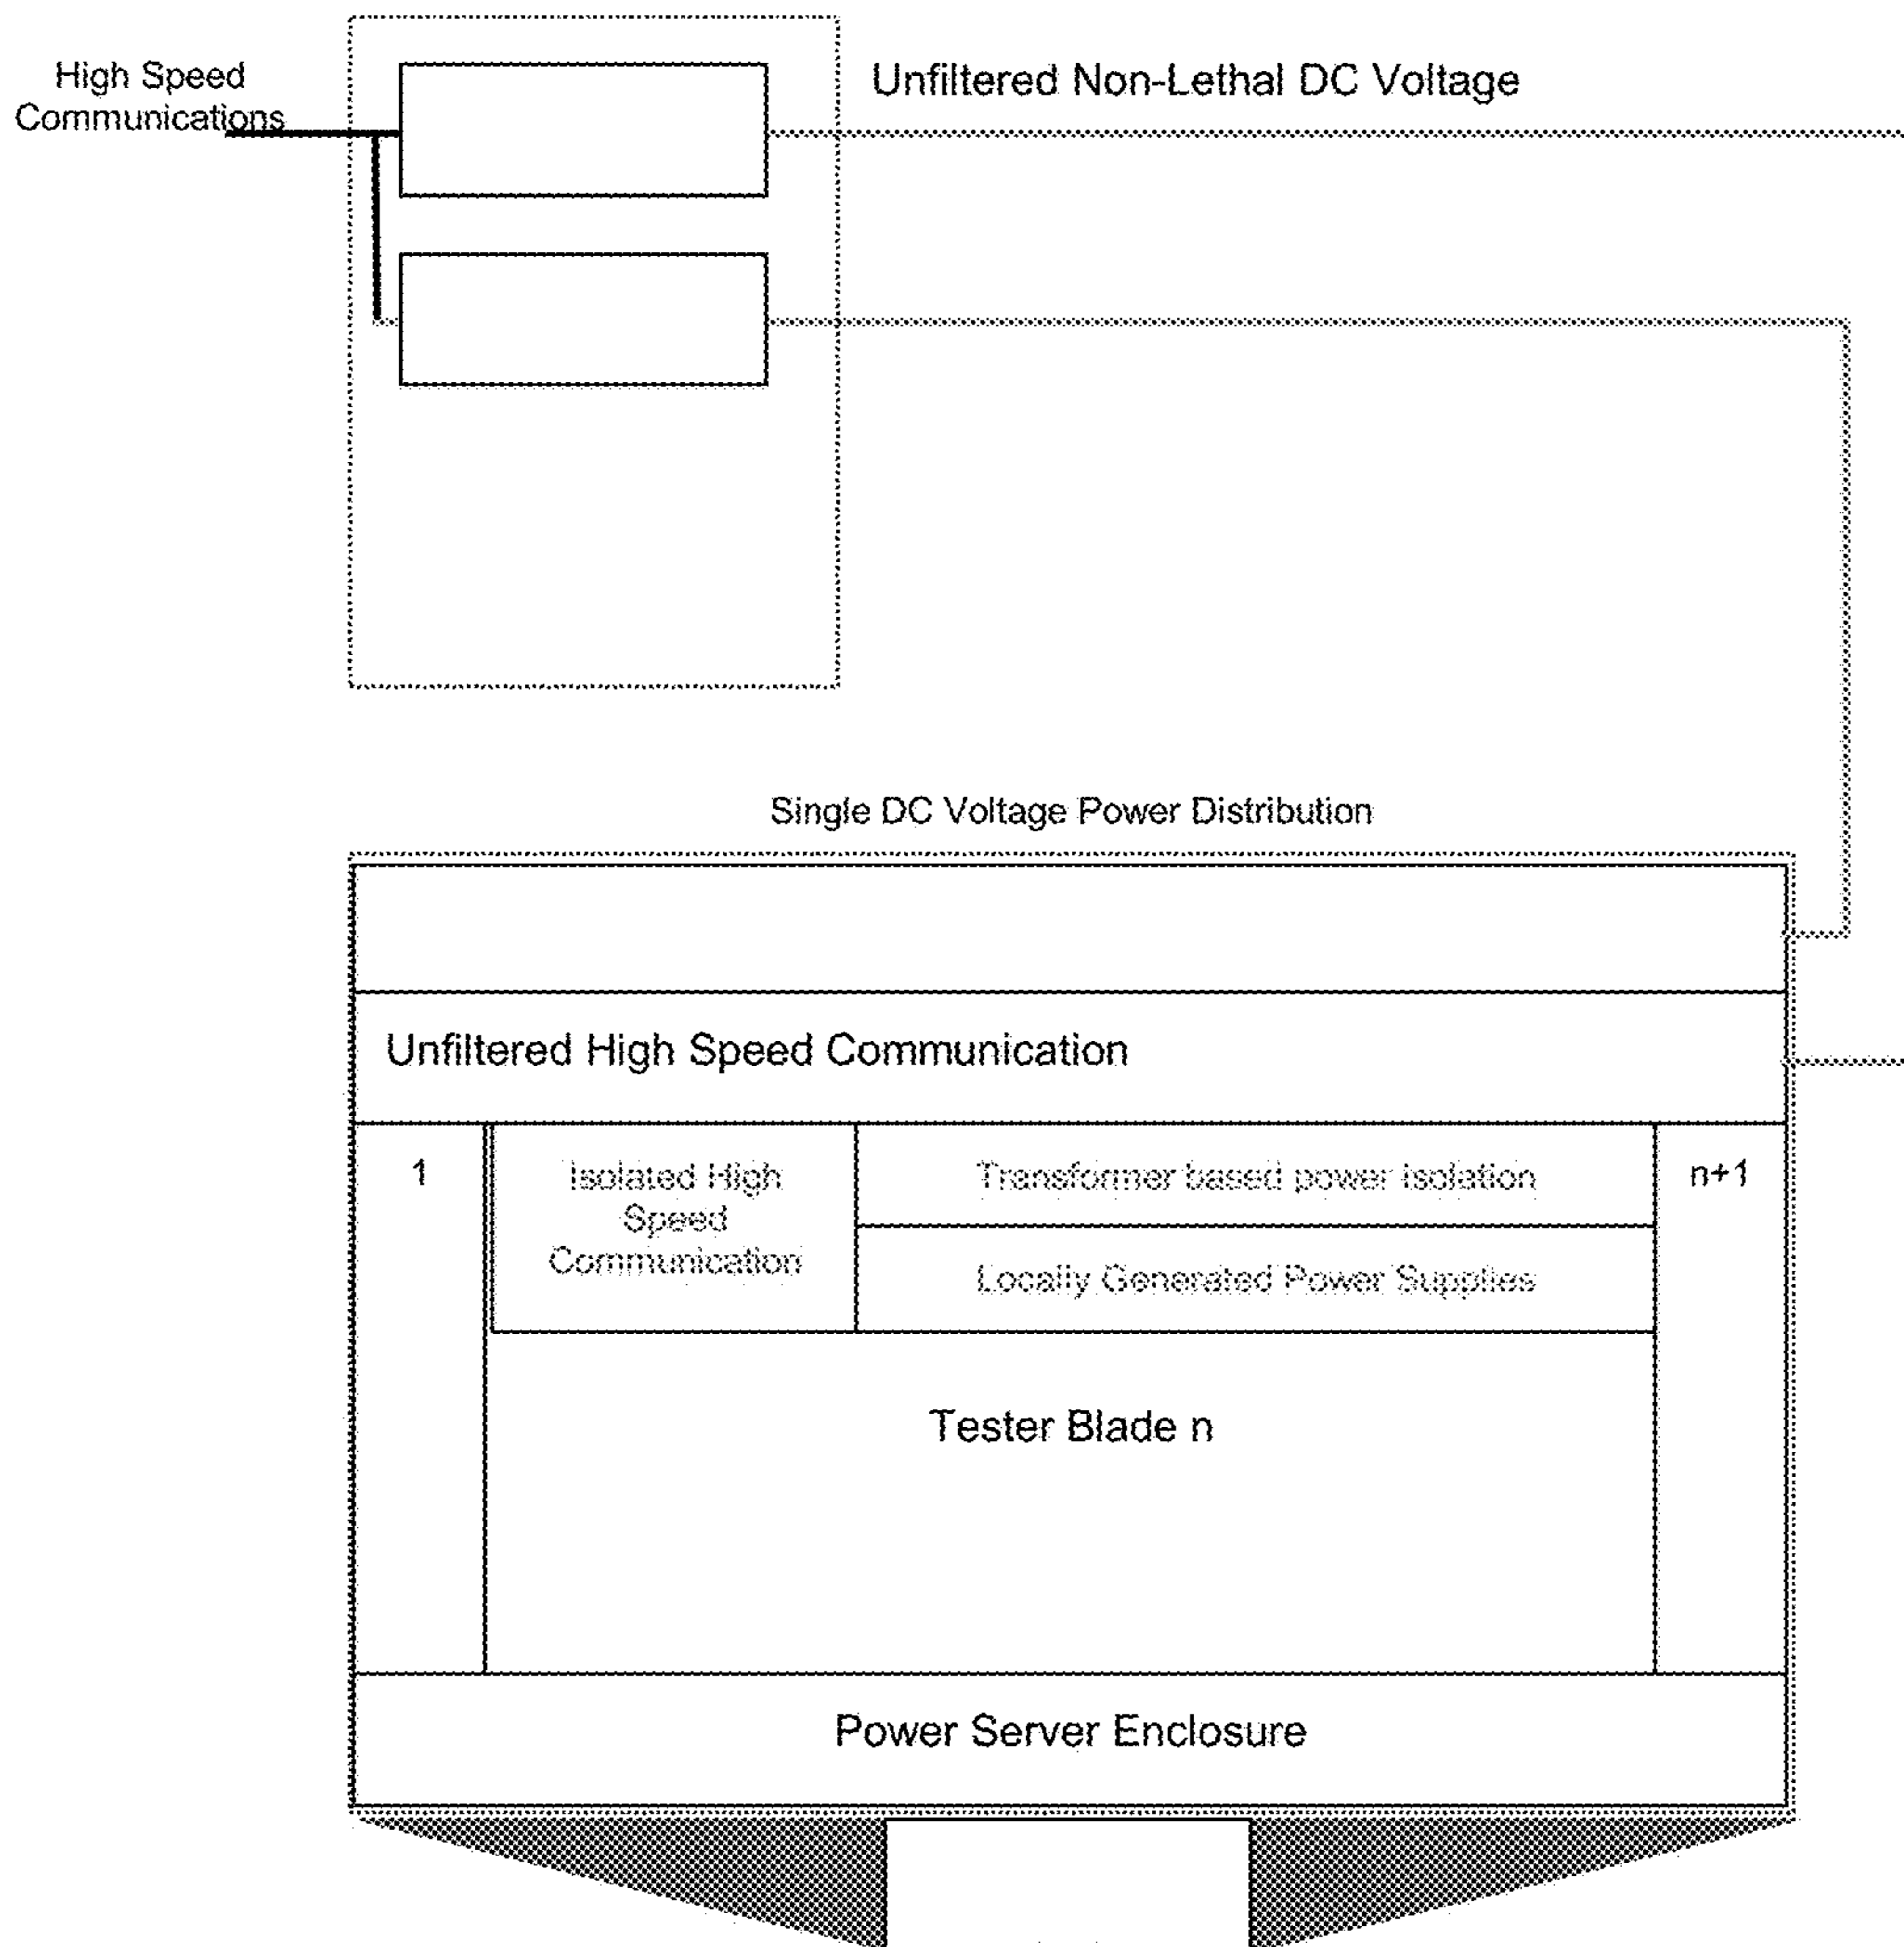 High Speed
Communications
Unfiltered Non-Lethal DC Voltage
Single DC Voltage Power Distribution
Unfiltered High Speed Communication
1
Isolated High
Speed
Communication
Transformer based power isolation
Locally Generated Power Supplies
n+1
Tester Blade n
Power Server Enclosure